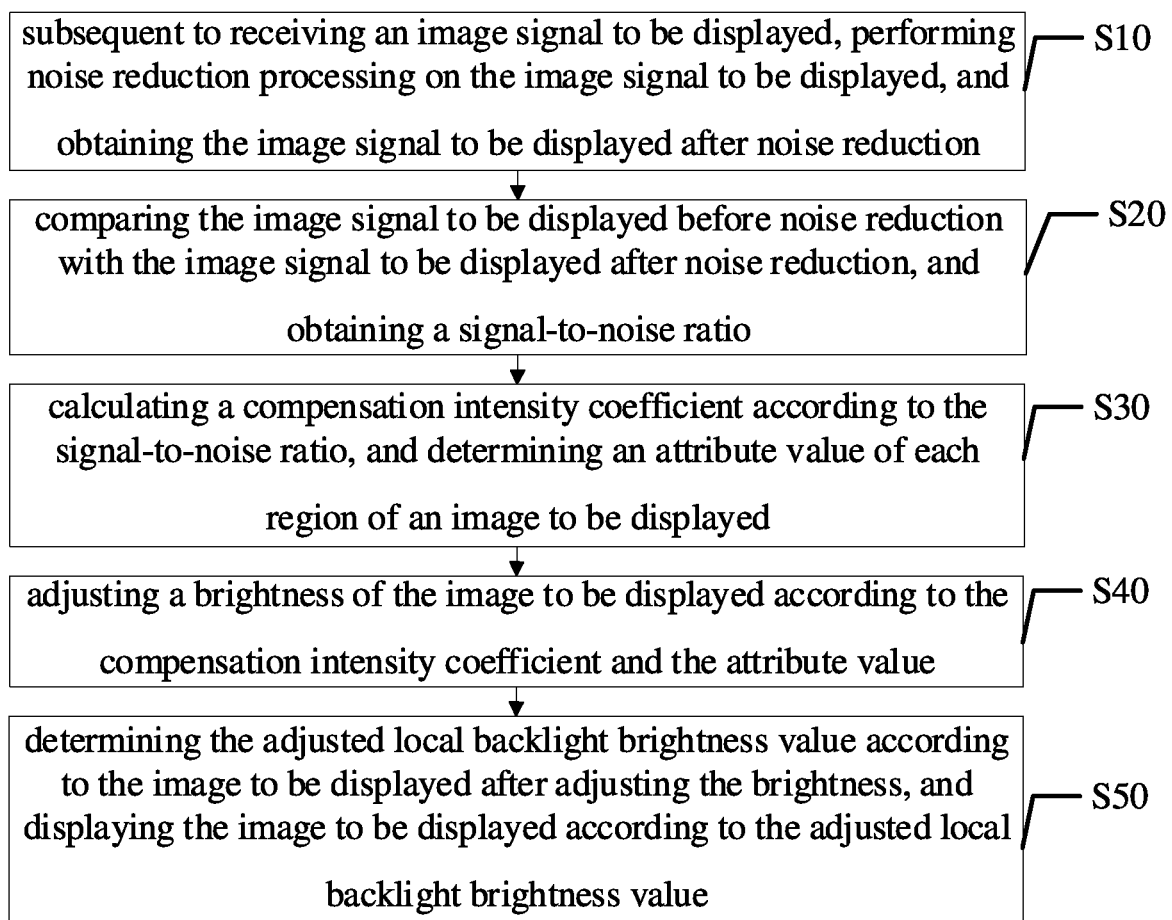 subsequent to receiving an image signal to be displayed, performing
noise reduction processing on the image signal to be displayed, and
obtaining the image signal to be displayed after noise reduction
S10
comparing the image signal to be displayed before noise reduction
with the image signal to be displayed after noise reduction, and
obtaining a signal-to-noise ratio
S20
calculating a compensation intensity coefficient according to the
signal-to-noise ratio, and determining an attribute value of each
region of an image to be displayed
S30
adjusting a brightness of the image to be displayed according to the
compensation intensity coefficient and the attribute value
S40
determining the adjusted local backlight brightness value according
to the image to be displayed after adjusting the brightness, and
displaying the image to be displayed according to the adjusted local
backlight brightness value
S50